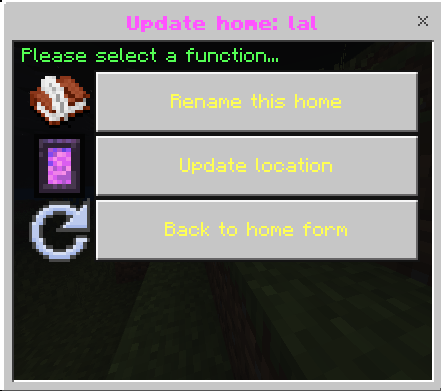 Update home: lal
Please select a function...
Rename this home
Update location
Back to home form